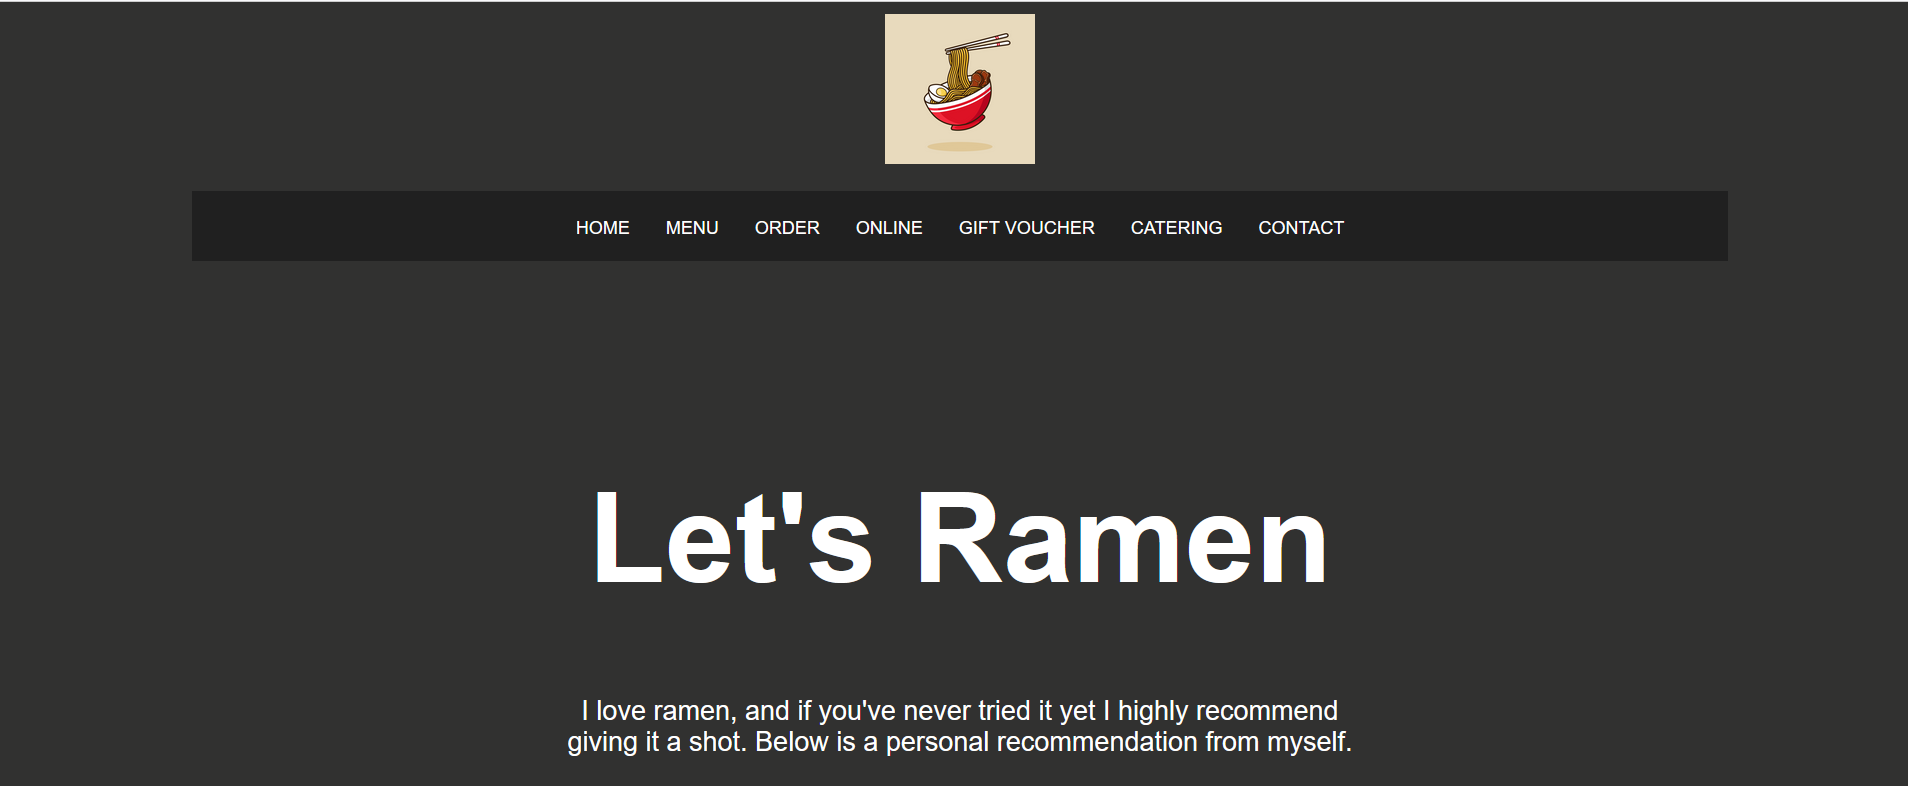 HOME MENU ORDER ONLINE GIFT VOUCHER CATERING CONTACT
Let's Ramen
I love ramen, and if you've never tried it yet I highly recommend
giving it a shot. Below is a personal recommendation from myself.